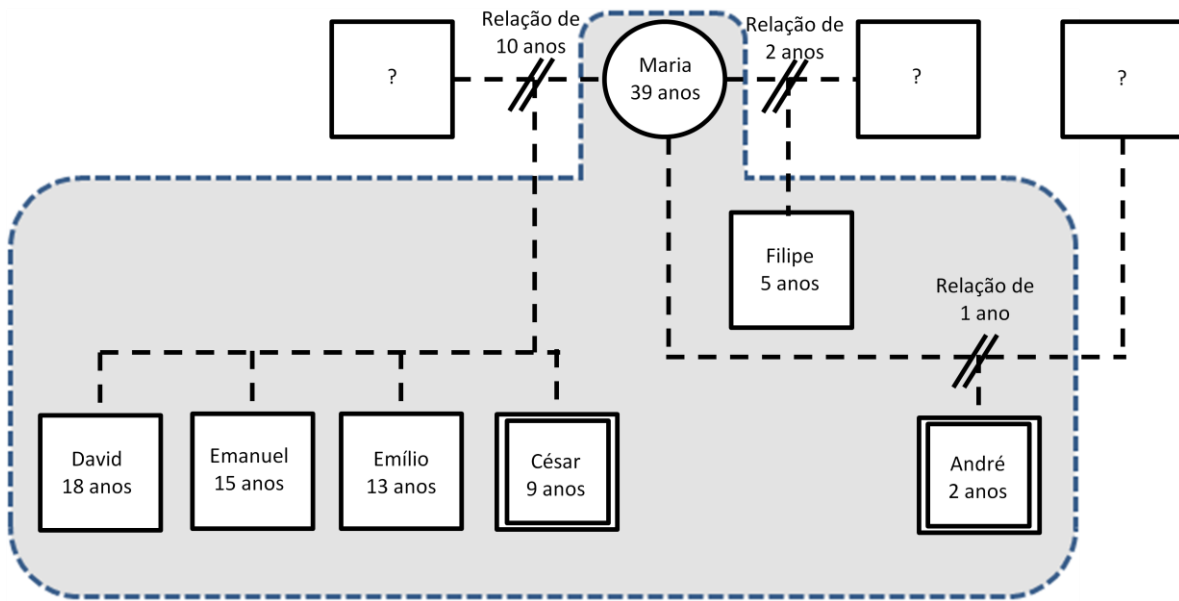 Relação de
10 anos
Relação de
2 anos
?
Maria
39 anos
?
?
Filipe
5 anos
Relação de
1 ano
David
18 anos
Emanuel
15 anos
Emílio
13 anos
César
9 anos
André
2 anos